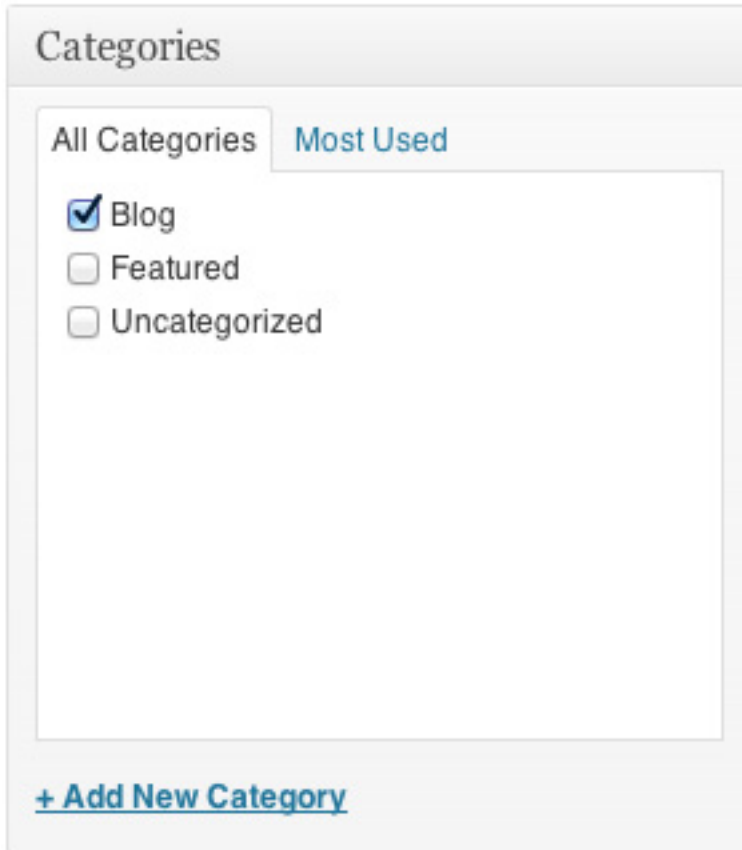 Categories
All Categories Most Used
Blog
Featured
Uncategorized
+ Add New Category